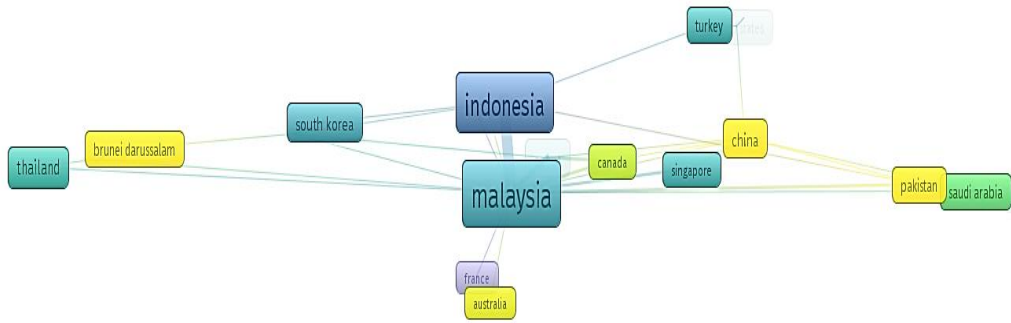 turkey
indonesia
south korea
brunei darussalam
china
canada
thailand
singapore
malaysia
pakistan
saudi arabia
france
australia